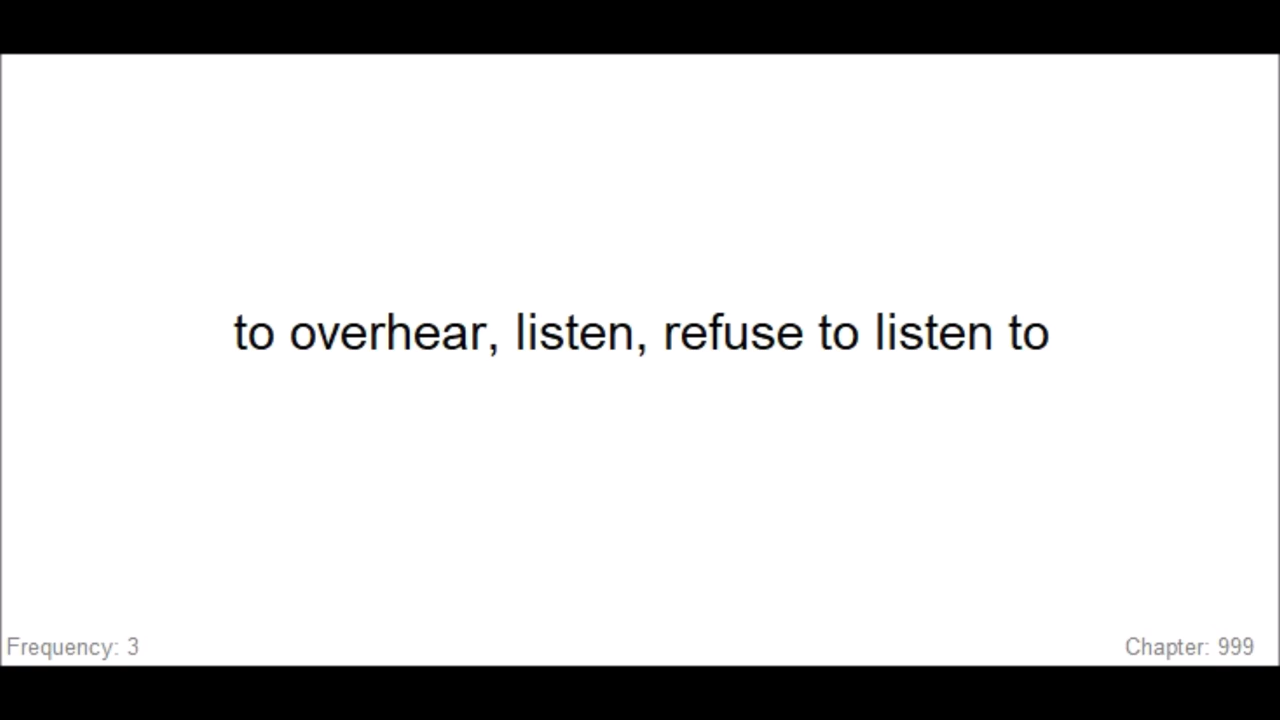 to overhear, listen, refuse to listen to
Frequency: 3
Chapter: 999